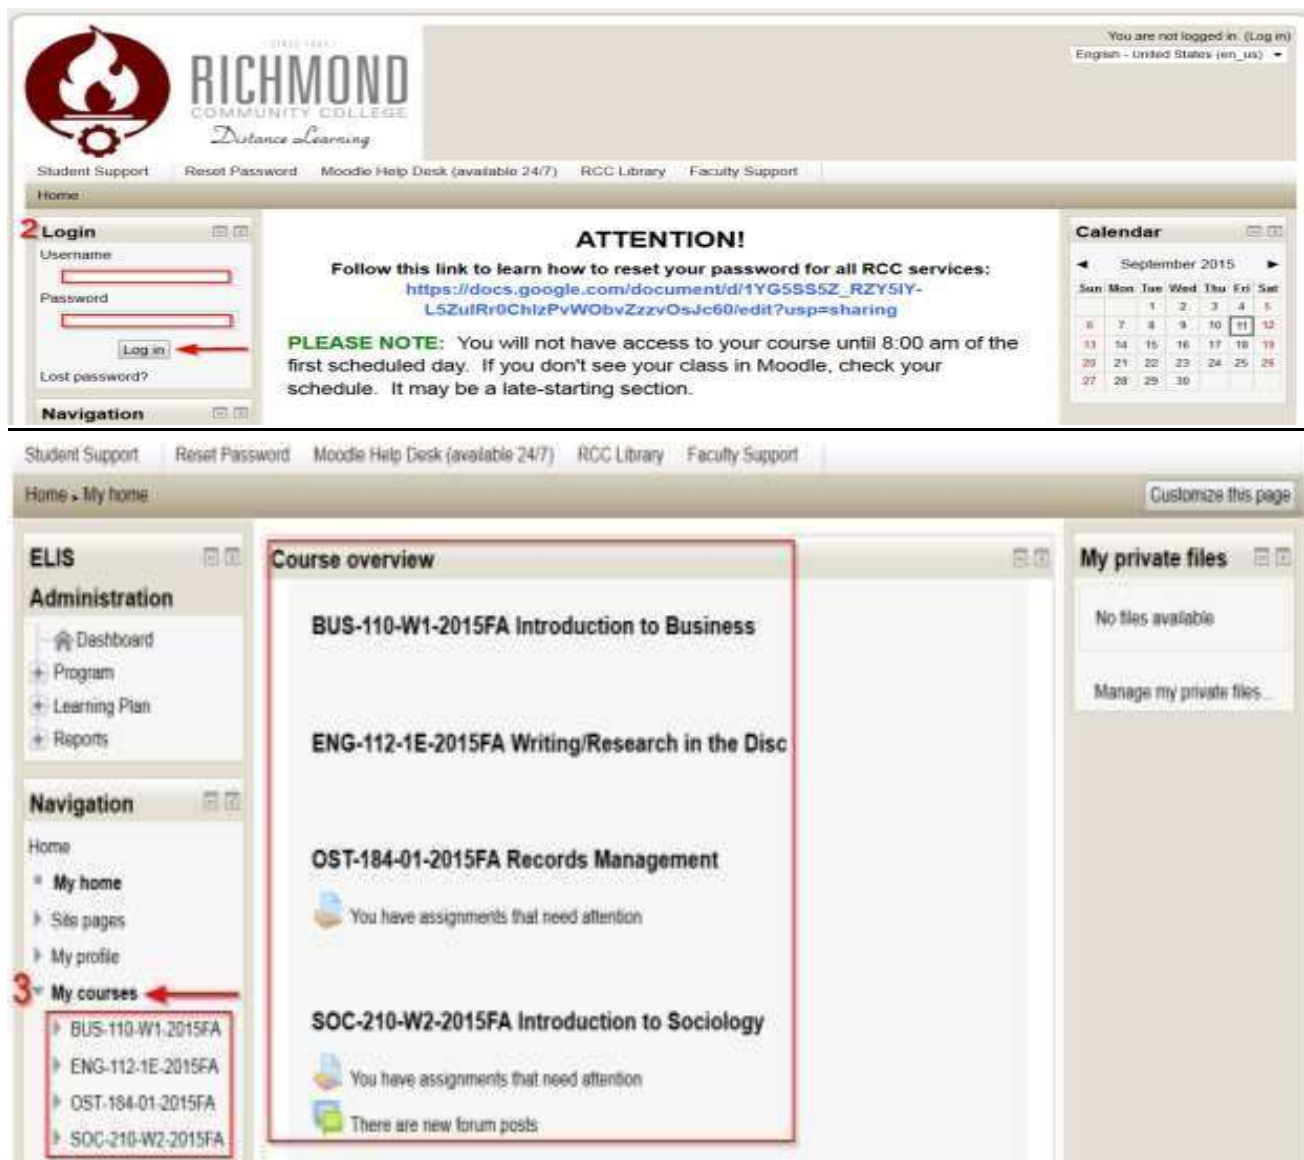 RICHMOND
COMMUNITY COLLEGE
Distance Learning
You are not logged in. (Log in)
English - United States (en_us)
Student Support Reset Password Moodle Help Desk (available 24/7) RCC Library Faculty Support
Home
2
Login
Username
Password
Log in
Lost password?
Navigation
ATTENTION!
Follow this link to learn how to reset your password for all RCC services:
PLEASE NOTE: You will not have access to your course until 8:00 am of the
first scheduled day. If you don't see your class in Moodle, check your
schedule. It may be a late-starting section.
Calendar
September 2015
Sun Mon Tue Wed Thu Fri Sat
1 2 3 4 5
6 7 8 9 10 11 12
13 14 15 16 17 18 19
20 21 22 23 24 25 26
27 28 29 30
Student Support Reset Password Moodle Help Desk (available 24/7) RCC Library Faculty Support
Home ▸ My home
Customize this page
ELIS
Administration
Dashboard
Program
Learning Plan
Reports
Navigation
Home
My home
Site pages
My profile
3
My courses
BUS-110-W1-2015FA
ENG-112-1E-2015FA
OST-184-01-2015FA
SOC-210-W2-2015FA
Course overview
BUS-110-W1-2015FA Introduction to Business
ENG-112-1E-2015FA Writing/Research in the Disc
OST-184-01-2015FA Records Management
You have assignments that need attention
SOC-210-W2-2015FA Introduction to Sociology
You have assignments that need attention
There are new forum posts
My private files
No files available
Manage my private files...